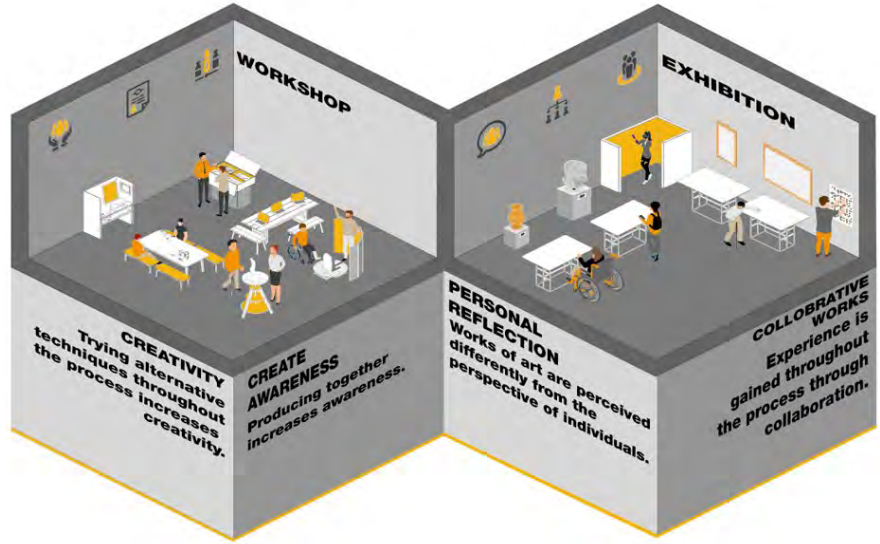 WORKSHOP
EXHIBITION
CREATIVITY
Trying alternative
techniques throughout
the process increases
creativity.
CREATE
AWARENESS
Producing together
increases awareness.
PERSONAL
REFLECTION
Works of art are perceived
differently from the
perspective of individuals.
COLLOBRATIVE
WORKS
Experience is
gained throughout
the process through
collaboration.